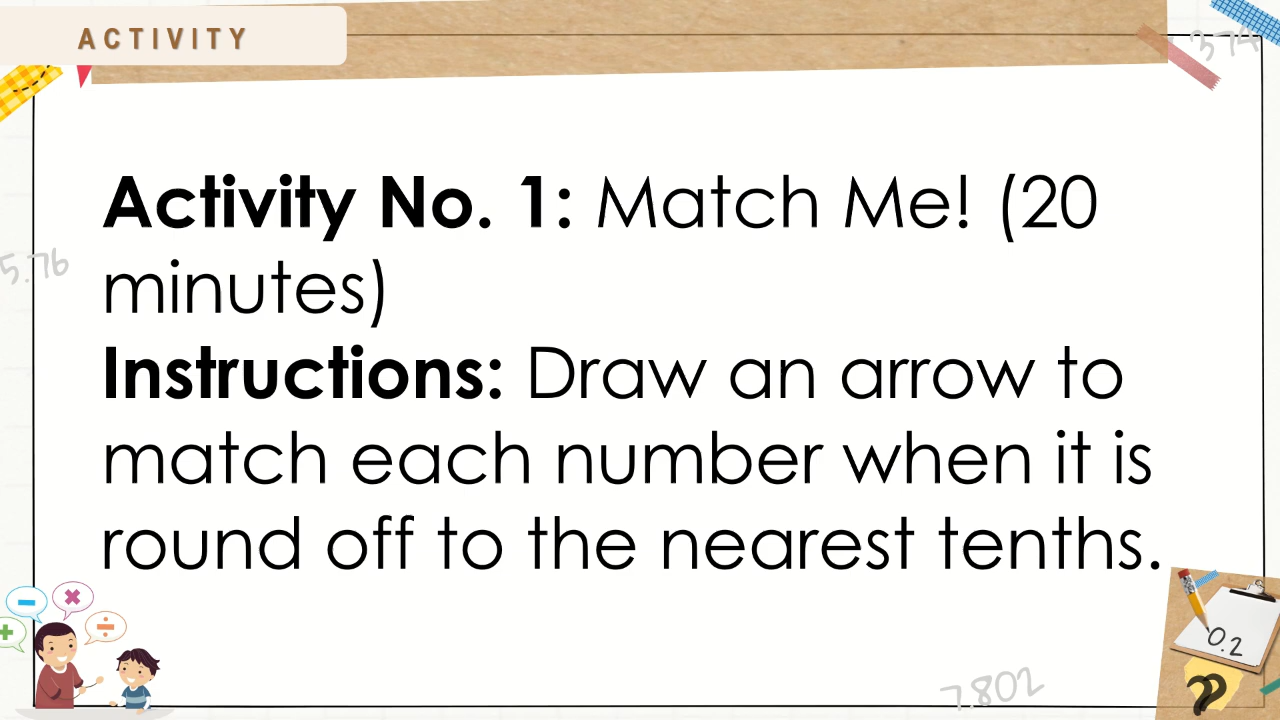 ACTIVITY
.374
Activity No. 1: Match Me! (20
minutes)
5.76
Instructions: Draw an arrow to
match each number when it is
round off to the nearest tenths.
0.2
7.802